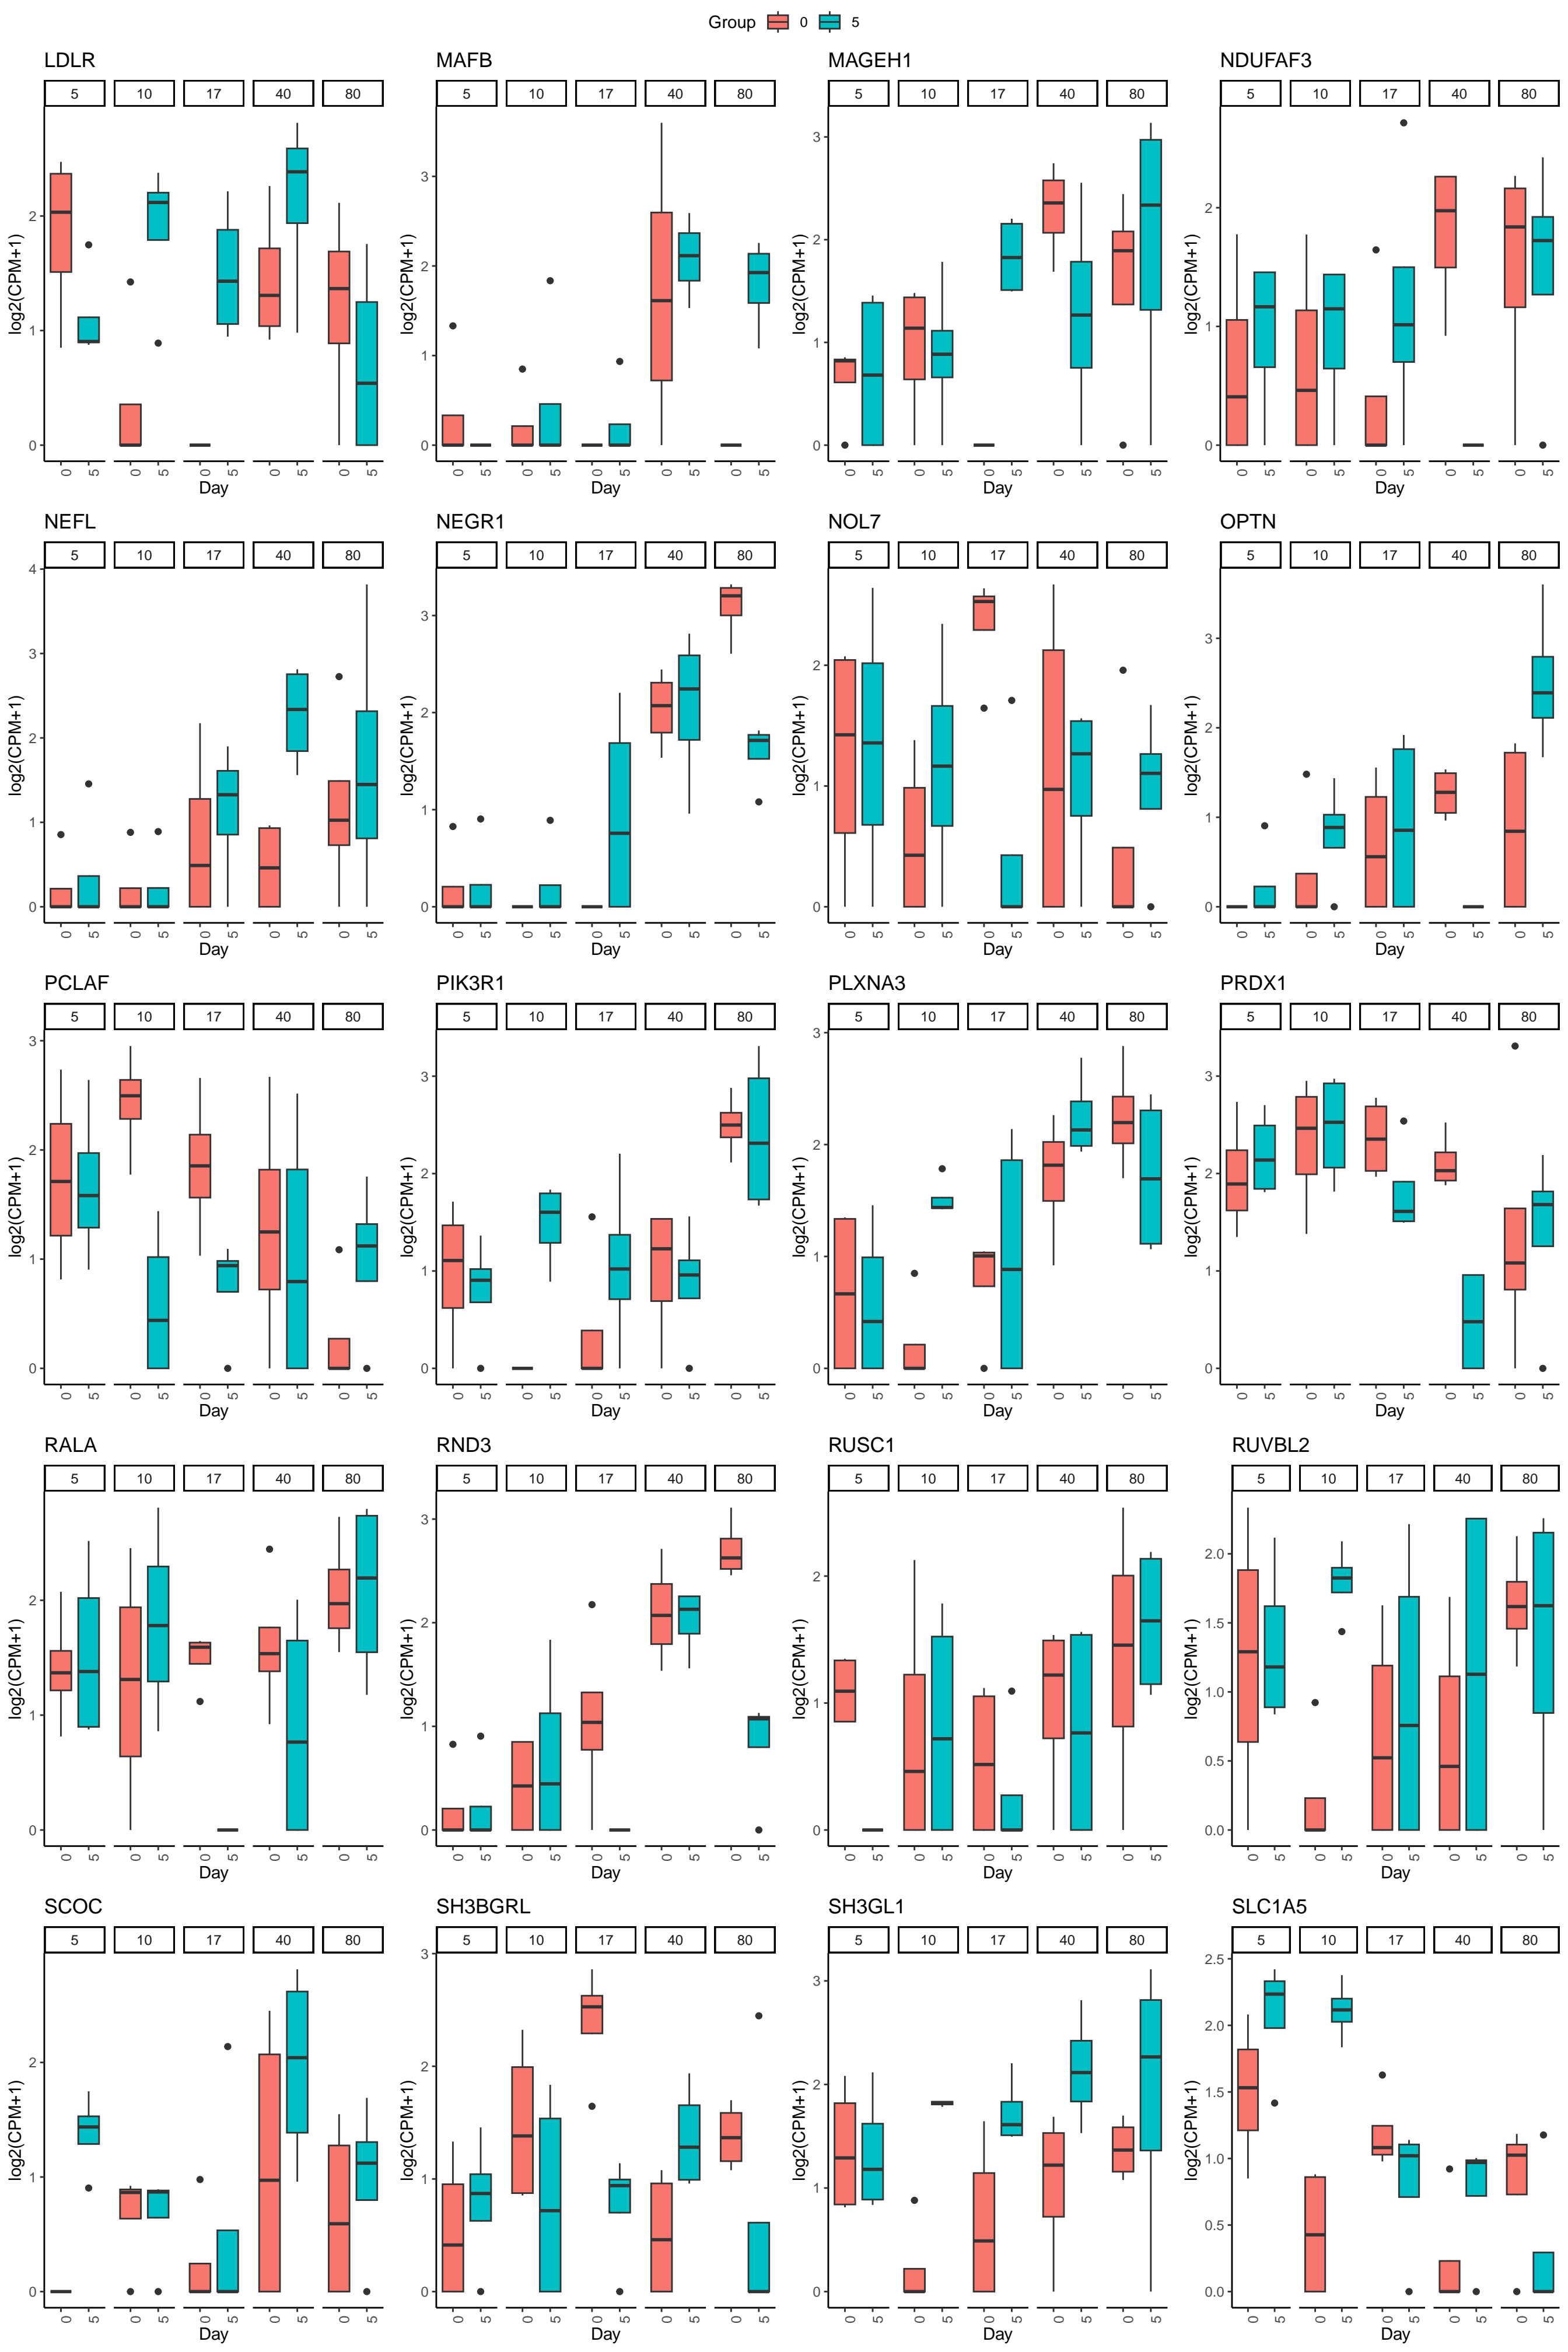 Group 0 5
LDLR MAFB MAGEH1 NDUFAF3
5 10 17 40 80 5 10 17 40 80 5 10 17 40 80 5 10 17 40 80
log2(CPM+1) log2(CPM+1) log2(CPM+1) log2(CPM+1)
2 1 0
3 2 1 0
3 2 1 0
2 1 0
0 5 0 5 0 5 0 5 0 5 0 5 0 5 0 5 0 5 0 5 0 5 0 5 0 5 0 5 0 5 0 5 0 5 0 5 0 5 0 5
Day Day Day Day
NEFL NEGR1 NOL7 OPTN
5 10 17 40 80 5 10 17 40 80 5 10 17 40 80 5 10 17 40 80
log2(CPM+1) log2(CPM+1) log2(CPM+1) log2(CPM+1)
4 3 2 1 0
3 2 1 0
2 1 0
3 2 1 0
0 5 0 5 0 5 0 5 0 5 0 5 0 5 0 5 0 5 0 5 0 5 0 5 0 5 0 5 0 5 0 5 0 5 0 5 0 5 0 5
Day Day Day Day
PCLAF PIK3R1 PLXNA3 PRDX1
5 10 17 40 80 5 10 17 40 80 5 10 17 40 80 5 10 17 40 80
log2(CPM+1) log2(CPM+1) log2(CPM+1) log2(CPM+1)
3 2 1 0
3 2 1 0
3 2 1 0
3 2 1 0
0 5 0 5 0 5 0 5 0 5 0 5 0 5 0 5 0 5 0 5 0 5 0 5 0 5 0 5 0 5 0 5 0 5 0 5 0 5 0 5
Day Day Day Day
RALA RND3 RUSC1 RUVBL2
5 10 17 40 80 5 10 17 40 80 5 10 17 40 80 5 10 17 40 80
log2(CPM+1) log2(CPM+1) log2(CPM+1) log2(CPM+1)
2 1 0
3 2 1 0
2 1 0
2.0 1.5 1.0 0.5 0.0
0 5 0 5 0 5 0 5 0 5 0 5 0 5 0 5 0 5 0 5 0 5 0 5 0 5 0 5 0 5 0 5 0 5 0 5 0 5 0 5
Day Day Day Day
SCOC SH3BGRL SH3GL1 SLC1A5
5 10 17 40 80 5 10 17 40 80 5 10 17 40 80 5 10 17 40 80
log2(CPM+1) log2(CPM+1) log2(CPM+1) log2(CPM+1)
2 1 0
3 2 1 0
3 2 1 0
2.5 2.0 1.5 1.0 0.5 0.0
0 5 0 5 0 5 0 5 0 5 0 5 0 5 0 5 0 5 0 5 0 5 0 5 0 5 0 5 0 5 0 5 0 5 0 5 0 5 0 5
Day Day Day Day